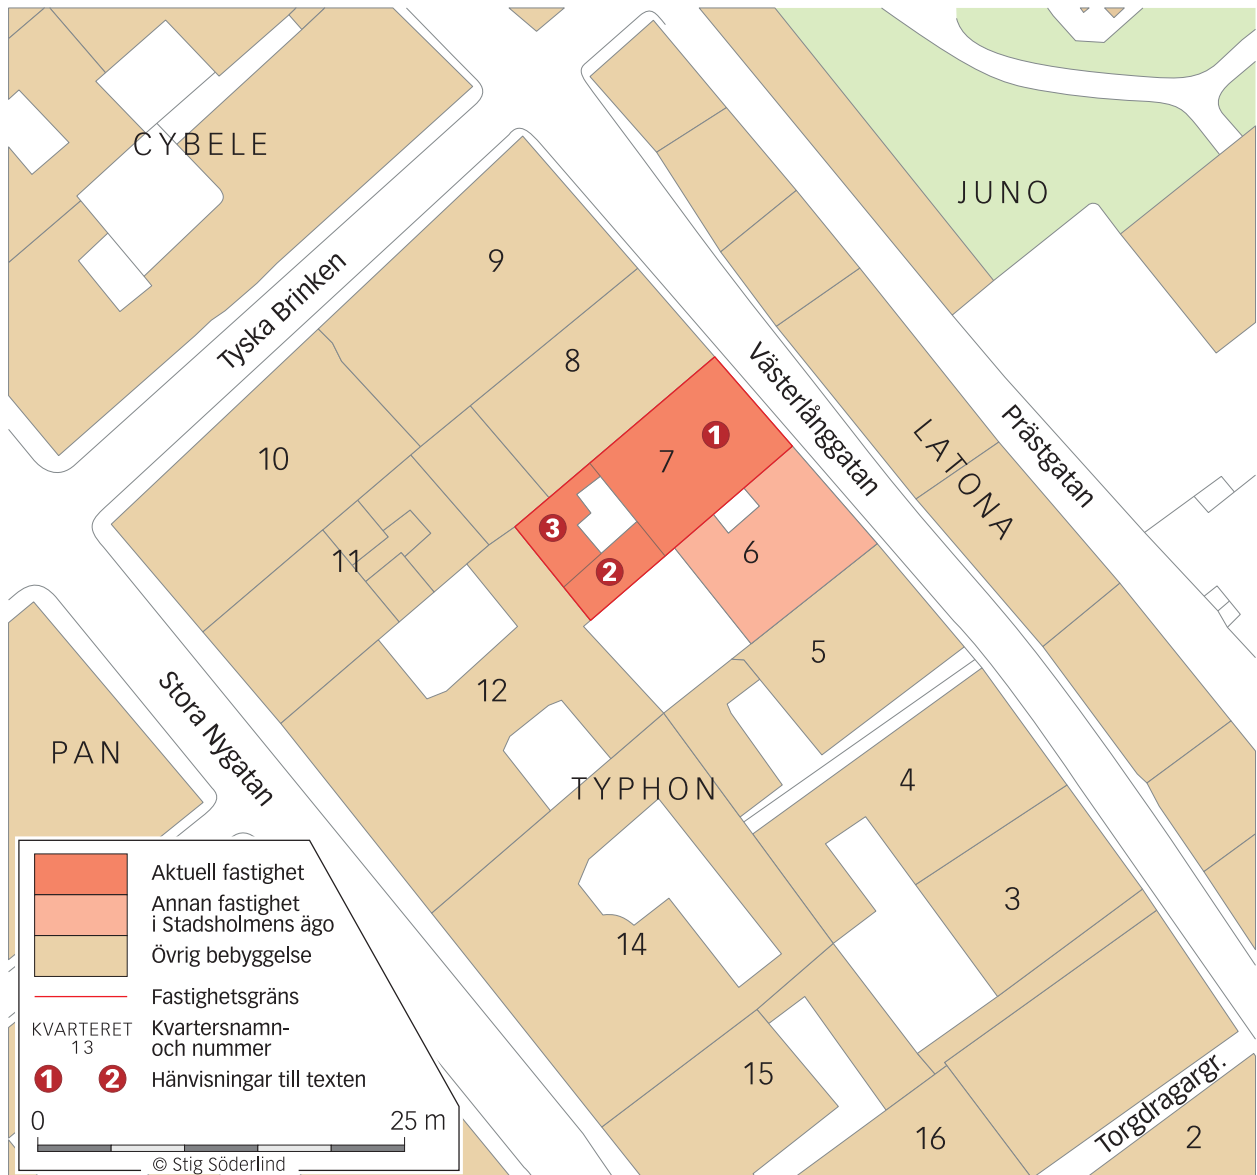 CYBELE
JUNO
9
Tyska Brinken
8
Västerlånggatan
Prästgatan
LATONA
10
7
1
3
2
6
11
5
12
Stora Nygatan
PAN
TYPHON
4
3
14
15
16
Torgdragargr.
2
Aktuell fastighet
Annan fastighet
i Stadsholmens ägo
Övrig bebyggelse
Fastighetsgräns
KVARTERET
13
Kvartersnamn-
och nummer
1 2 Hänvisningar till texten
0 25 m
© Stig Söderlind